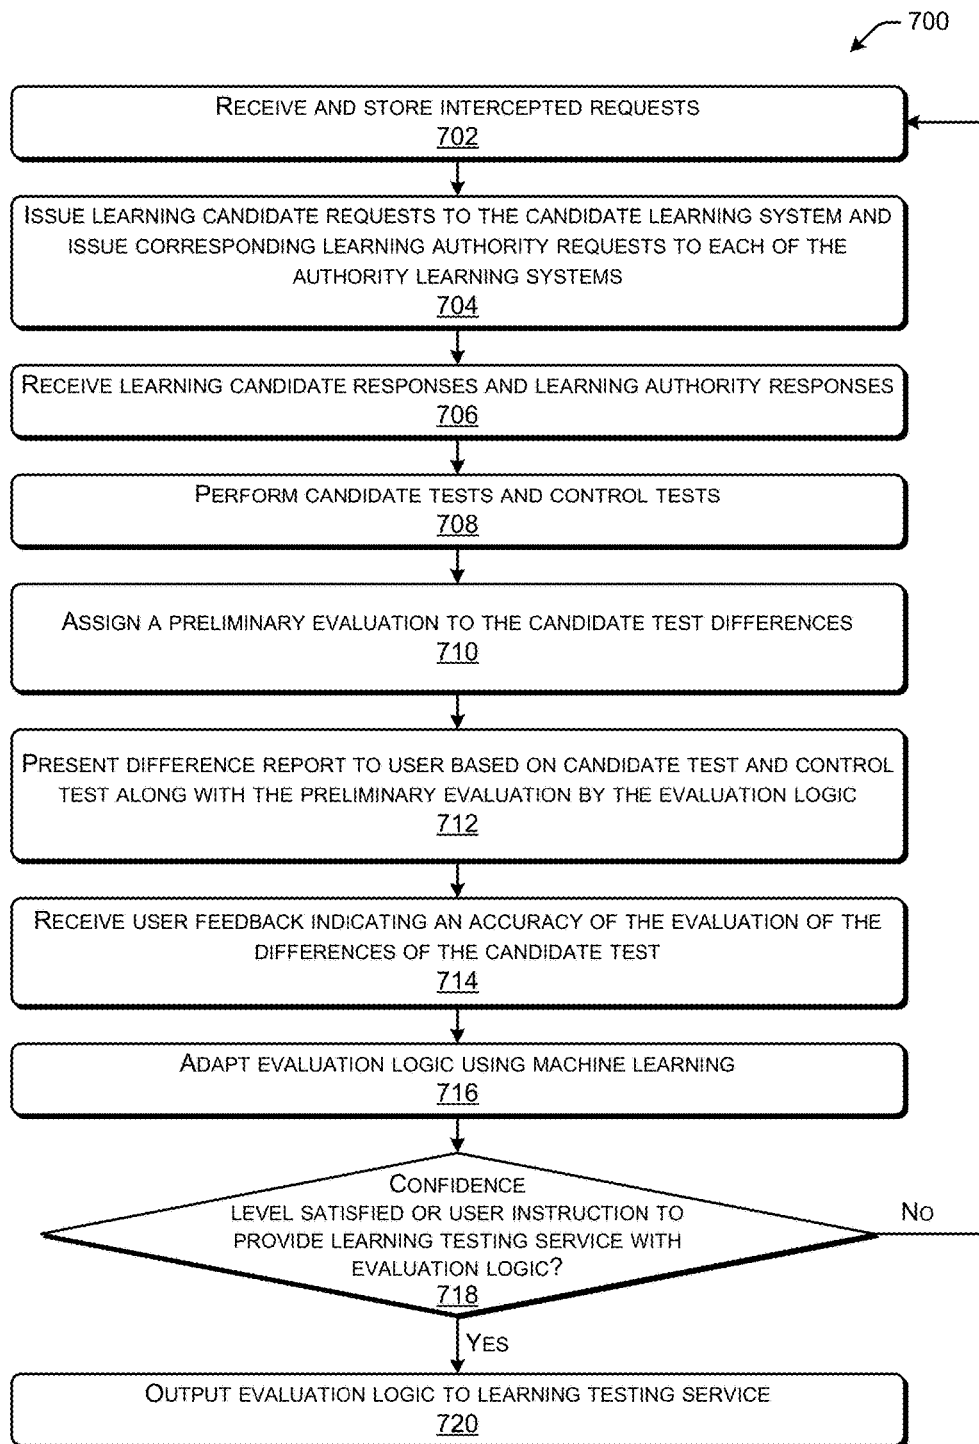 700
RECEIVE AND STORE INTERCEPTED REQUESTS
702
ISSUE LEARNING CANDIDATE REQUESTS TO THE CANDIDATE LEARNING SYSTEM AND
ISSUE CORRESPONDING LEARNING AUTHORITY REQUESTS TO EACH OF THE
AUTHORITY LEARNING SYSTEMS
704
RECEIVE LEARNING CANDIDATE RESPONSES AND LEARNING AUTHORITY RESPONSES
706
PERFORM CANDIDATE TESTS AND CONTROL TESTS
708
ASSIGN A PRELIMINARY EVALUATION TO THE CANDIDATE TEST DIFFERENCES
710
PRESENT DIFFERENCE REPORT TO USER BASED ON CANDIDATE TEST AND CONTROL
TEST ALONG WITH THE PRELIMINARY EVALUATION BY THE EVALUATION LOGIC
712
RECEIVE USER FEEDBACK INDICATING AN ACCURACY OF THE EVALUATION OF THE
DIFFERENCES OF THE CANDIDATE TEST
714
ADAPT EVALUATION LOGIC USING MACHINE LEARNING
716
CONFIDENCE
LEVEL SATISFIED OR USER INSTRUCTION TO
PROVIDE LEARNING TESTING SERVICE WITH
EVALUATION LOGIC?
718
NO
YES
OUTPUT EVALUATION LOGIC TO LEARNING TESTING SERVICE
720